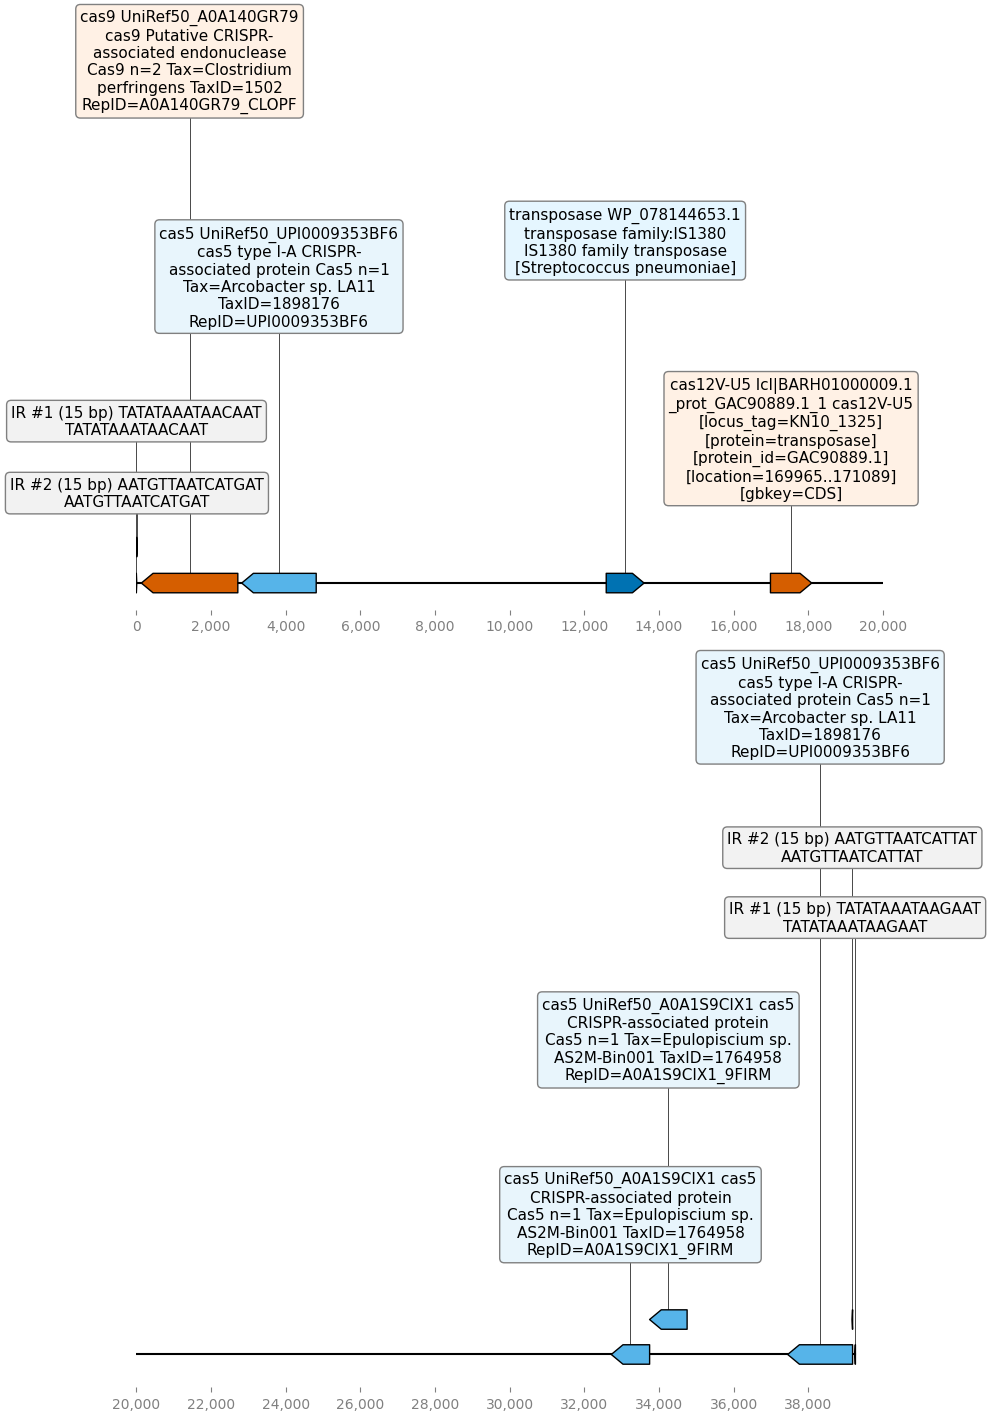 cas9 UniRef50_A0A140GR79
cas9 Putative CRISPR-
associated endonuclease
Cas9 n=2 Tax=Clostridium
perfringens TaxID=1502
RepID=A0A140GR79_CLOPF
cas5 UniRef50_UPI0009353BF6
cas5 type I-A CRISPR-
associated protein Cas5 n=1
Tax=Arcobacter sp. LA11
TaxID=1898176
RepID=UPI0009353BF6
transposase WP_078144653.1
transposase family:IS1380
IS1380 family transposase
[Streptococcus pneumoniae]
cas12V-U5 lcl|BARH01000009.1
_prot_GAC90889.1_1 cas12V-U5
[locus_tag=KN10_1325]
[protein=transposase]
[protein_id=GAC90889.1]
[location=169965..171089]
[gbkey=CDS]
IR #1 (15 bp) TATATAAATAACAAT
TATATAAATAACAAT
IR #2 (15 bp) AATGTTAATCATGAT
AATGTTAATCATGAT
0 2,000 4,000 6,000 8,000 10,000 12,000 14,000 16,000 18,000 20,000
cas5 UniRef50_UPI0009353BF6
cas5 type I-A CRISPR-
associated protein Cas5 n=1
Tax=Arcobacter sp. LA11
TaxID=1898176
RepID=UPI0009353BF6
IR #2 (15 bp) AATGTTAATCATTAT
AATGTTAATCATTAT
IR #1 (15 bp) TATATAAATAAGAAT
TATATAAATAAGAAT
cas5 UniRef50_A0A1S9CIX1 cas5
CRISPR-associated protein
Cas5 n=1 Tax=Epulopiscium sp.
AS2M-Bin001 TaxID=1764958
RepID=A0A1S9CIX1_9FIRM
cas5 UniRef50_A0A1S9CIX1 cas5
CRISPR-associated protein
Cas5 n=1 Tax=Epulopiscium sp.
AS2M-Bin001 TaxID=1764958
RepID=A0A1S9CIX1_9FIRM
20,000 22,000 24,000 26,000 28,000 30,000 32,000 34,000 36,000 38,000